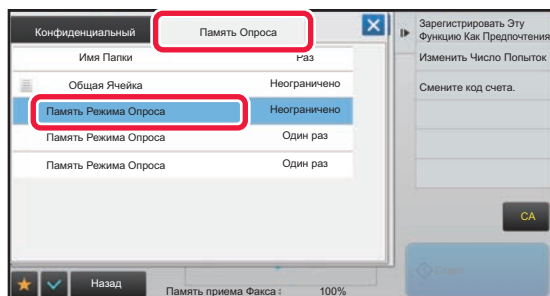 Конфиденциальный
Память Опроса
Имя Папки
Раз
Общая Ячейка
Неограничено
Память Режима Опроса
Неограничено
Память Режима Опроса
Один раз
Память Режима Опроса
Один раз
Зарегистрировать Эту
Функцию Как Предпочтения
Изменить Число Попыток
Смените код счета.
CA
Старт
Назад
Память приема Факса :
100%